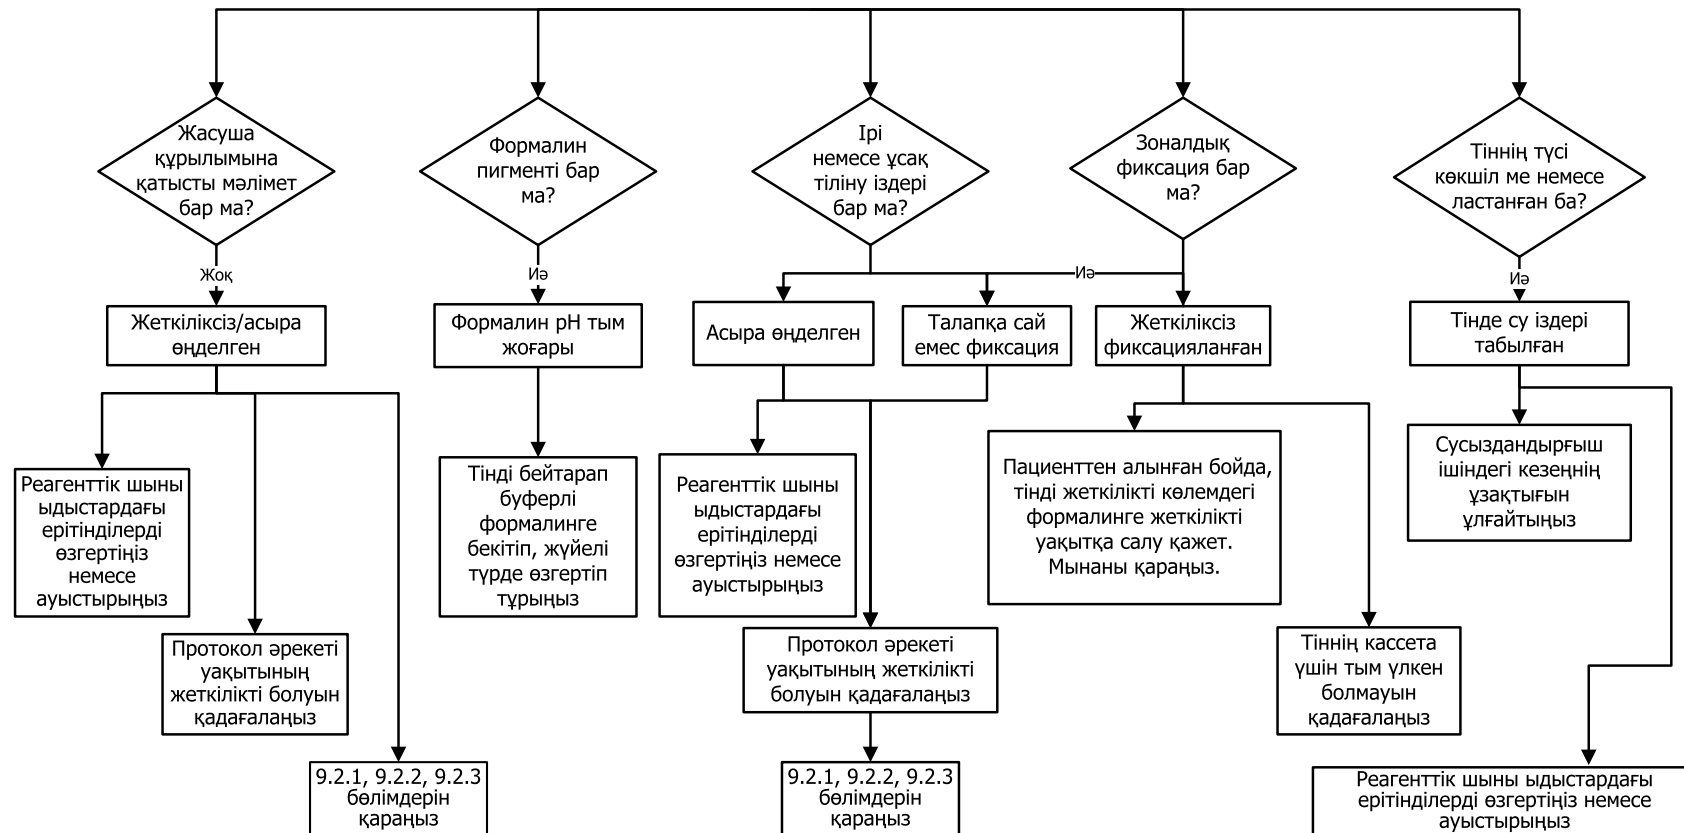 Жасуша
құрылымына
қатысты мәлімет
бар ма?
Формалин
пигменті бар
ма?
Ірі
немесе ұсақ
тіліну іздері
бар ма?
Зоналдық
фиксация бар
ма?
Тіннің түсі
көкшіл ме немесе
ластанған ба?
Жоқ
Иә
Иә
Иә
Жеткіліксіз/асыра
өңделген
Формалин pH тым
жоғары
Асыра өңделген
Талапқа сай
емес фиксация
Жеткіліксіз
фиксацияланған
Тінде су іздері
табылған
Реагенттік шыны
ыдыстардағы
ерітінділерді
өзгертіңіз
немесе
ауыстырыңыз
Протокол әрекеті
уақытының
жеткілікті болуын
қадағалаңыз
9.2.1, 9.2.2, 9.2.3
бөлімдерін
қараңыз
Тінді бейтарап
буферлі
формалинге
бекітіп, жүйелі
түрде өзгертіп
тұрыңыз
Реагенттік шыны
ыдыстардағы
ерітінділерді
өзгертіңіз немесе
ауыстырыңыз
Протокол әрекеті
уақытының жеткілікті
болуын қадағалаңыз
9.2.1, 9.2.2, 9.2.3
бөлімдерін
қараңыз
Пациенттен алынған бойда,
тінді жеткілікті көлемдегі
формалинге жеткілікті
уақытқа салу қажет.
Мынаны қараңыз.
Тіннің кассета
үшін тым үлкен
болмауын
қадағалаңыз
Сусыздандырғыш
ішіндегі кезеңнің
ұзақтығын
ұлғайтыңыз
Реагенттік шыны ыдыстардағы
ерітінділерді өзгертіңіз немесе
ауыстырыңыз